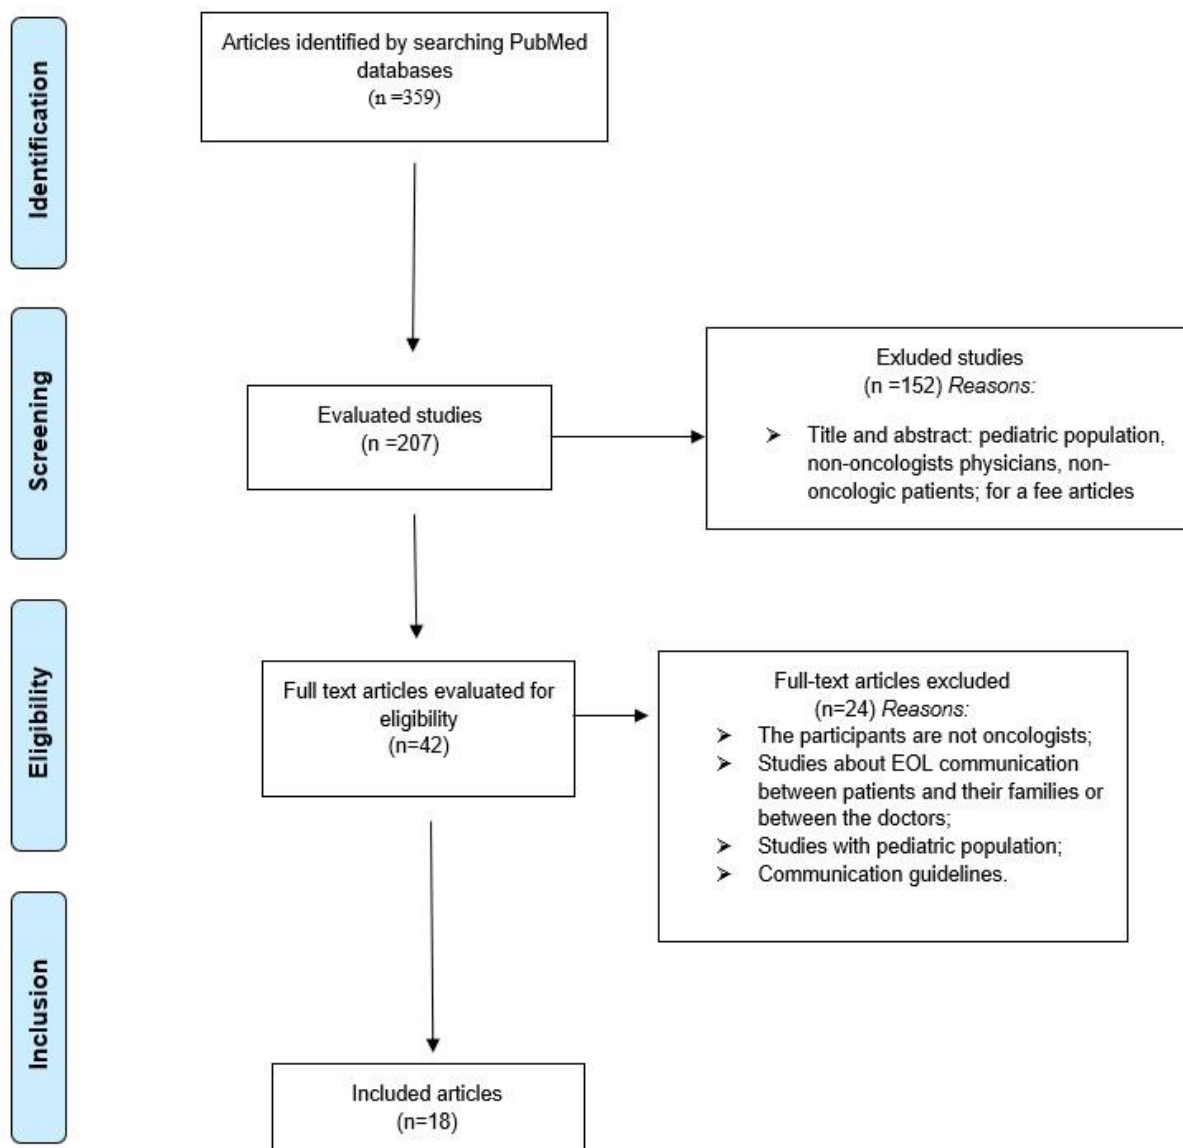 Identification
Articles identified by searching PubMed
databases
(n =359)
Screening
Evaluated studies
(n =207)
Exluded studies
(n =152) Reasons:
➢ Title and abstract: pediatric population,
non-oncologists physicians, non-
oncologic patients; for a fee articles
Eligibility
Full text articles evaluated for
eligibility
(n=42)
Full-text articles excluded
(n=24) Reasons:
➢ The participants are not oncologists;
➢ Studies about EOL communication
between patients and their families or
between the doctors;
➢ Studies with pediatric population;
➢ Communication guidelines.
Inclusion
Included articles
(n=18)